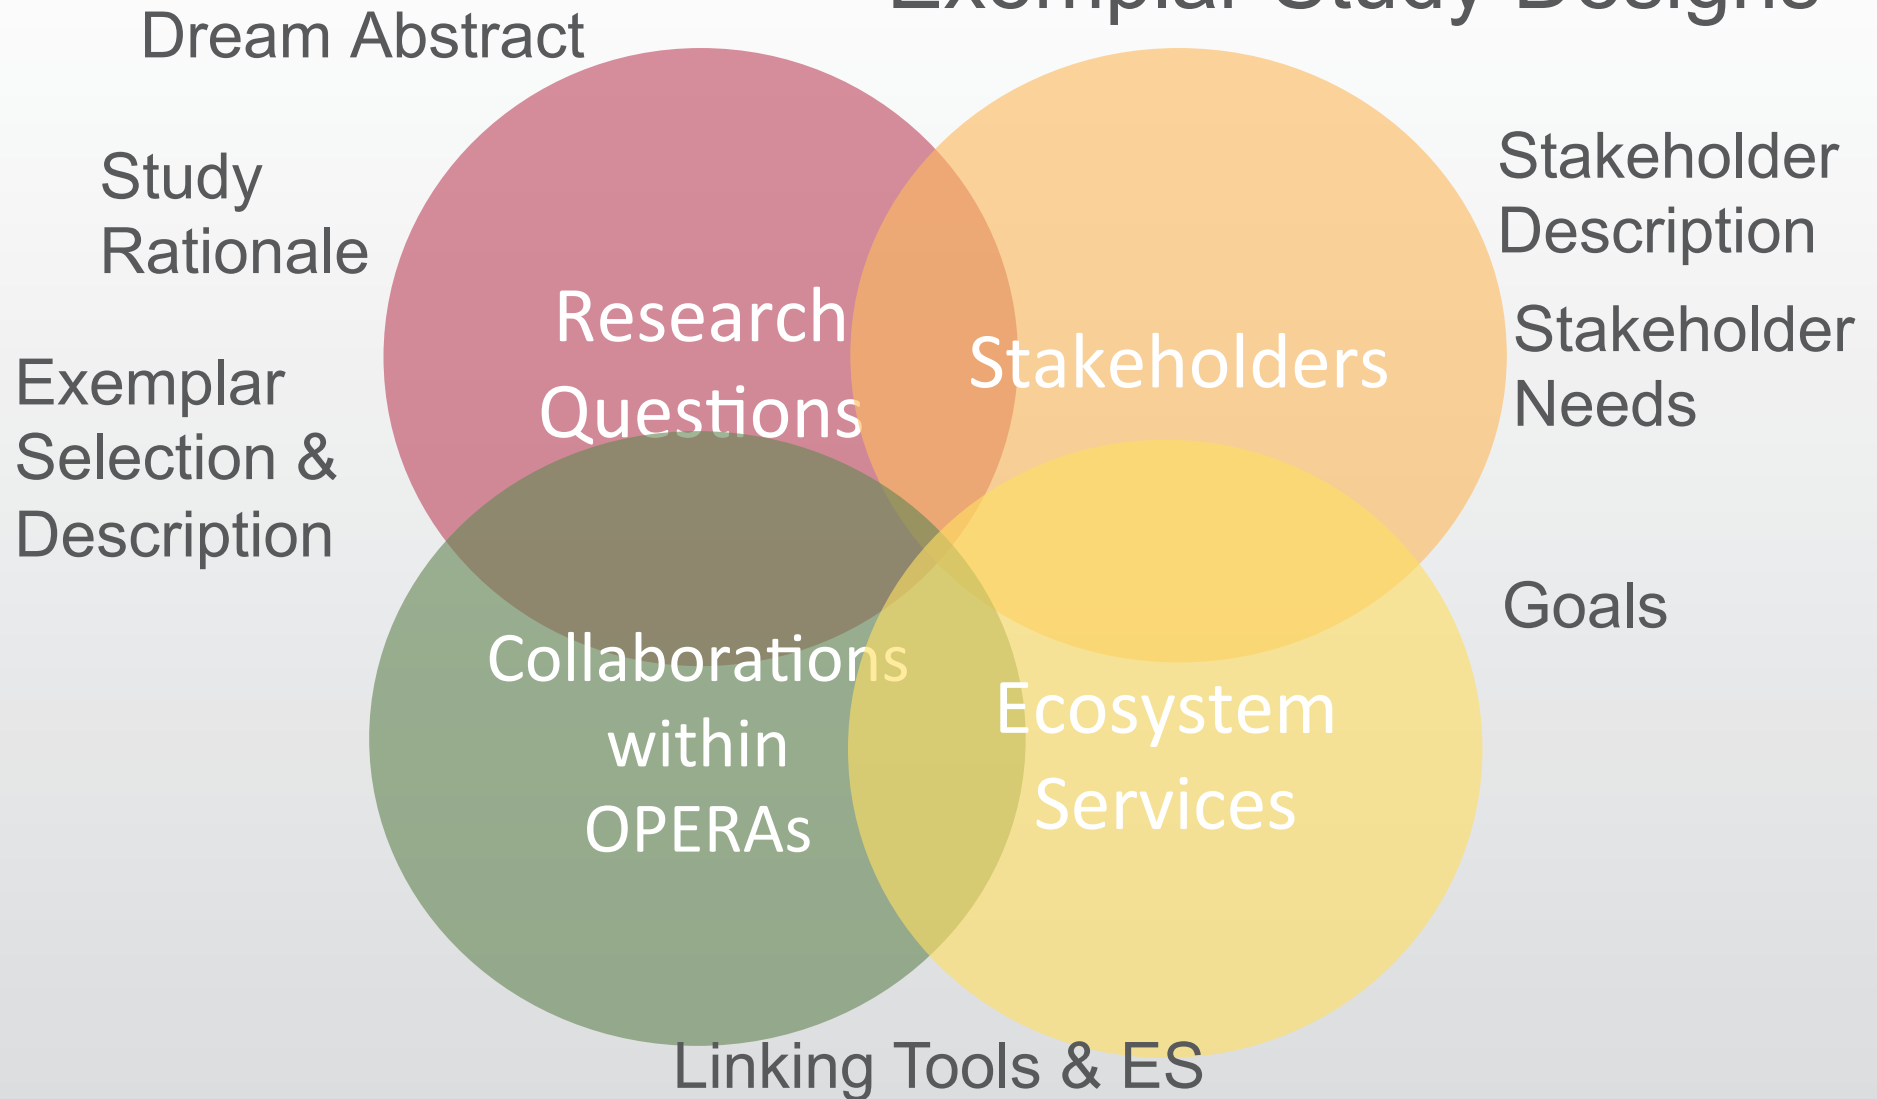 Exemplar Study Designs
Dream Abstract
Study
Rationale
Exemplar
Selection &
Description
Research
Questions
Stakeholders
Stakeholder
Description
Stakeholder
Needs
Goals
Collaborations
within
OPERAs
Ecosystem
Services
Linking Tools & ES